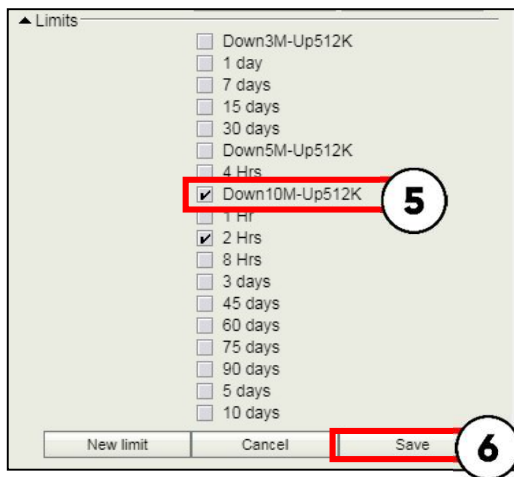 Limits
Down3M-Up512K
1 day
7 days
15 days
30 days
Down5M-Up512K
4 Hrs
Down10M-Up512K
5
1 Hr
2 Hrs
8 Hrs
3 days
45 days
60 days
75 days
90 days
5 days
10 days
New limit Cancel Save 6